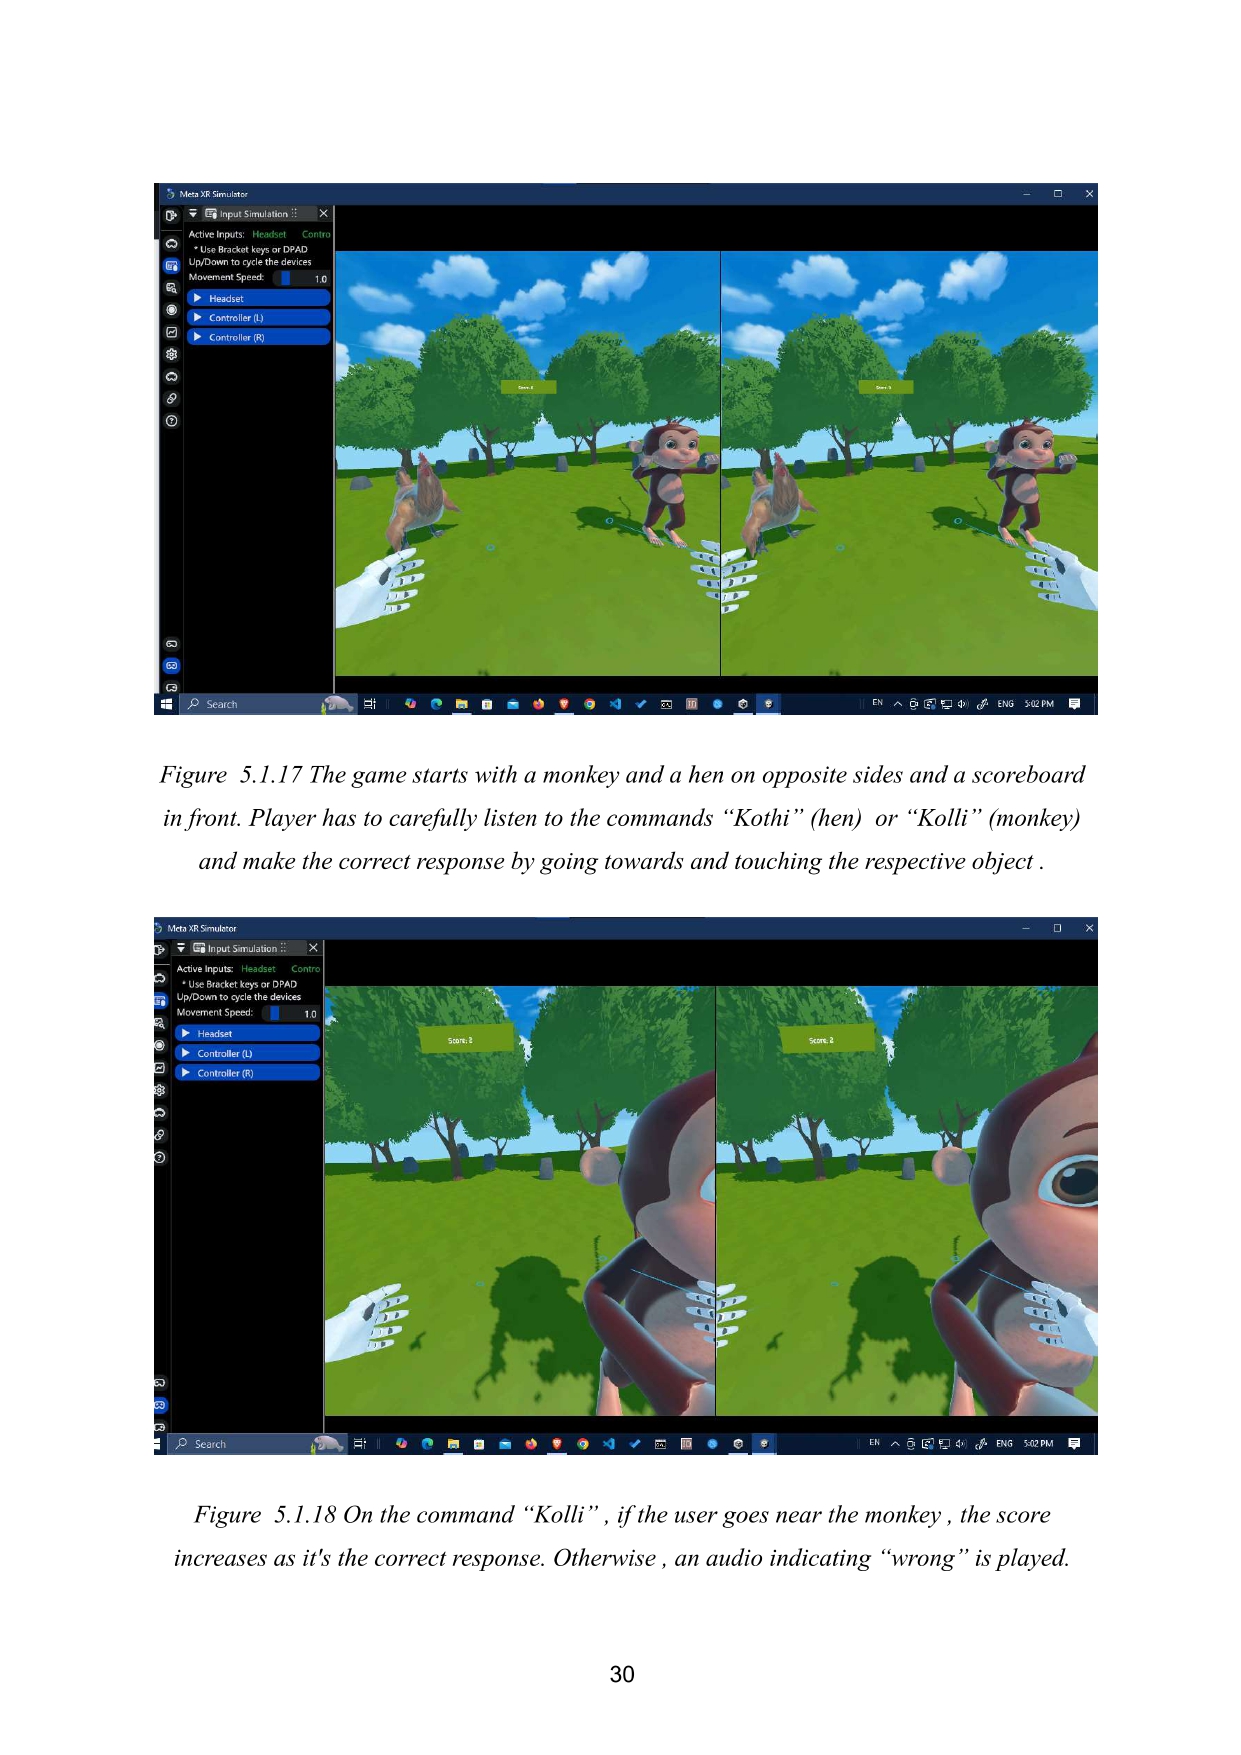 Meta XR Simulator
Input Simulation
Active Inputs: Headset Contro
* Use Bracket keys or DPAD
Up/Down to cycle the devices
Movement Speed: 1.0
Headset
Controller (L)
Controller (R)
Search
EN
ENG
5:02 PM
Figure 5.1.17 The game starts with a monkey and a hen on opposite sides and a scoreboard
in front. Player has to carefully listen to the commands “Kothi” (hen) or “Kolli” (monkey)
and make the correct response by going towards and touching the respective object .
Meta XR Simulator
Input Simulation
Active Inputs: Headset Contro
* Use Bracket keys or DPAD
Up/Down to cycle the devices
Movement Speed: 1.0
Headset
Controller (L)
Controller (R)
Score: 2
Score: 2
Search
EN
ENG
5:02 PM
Figure 5.1.18 On the command “Kolli” , if the user goes near the monkey , the score
increases as it's the correct response. Otherwise , an audio indicating “wrong” is played.
30